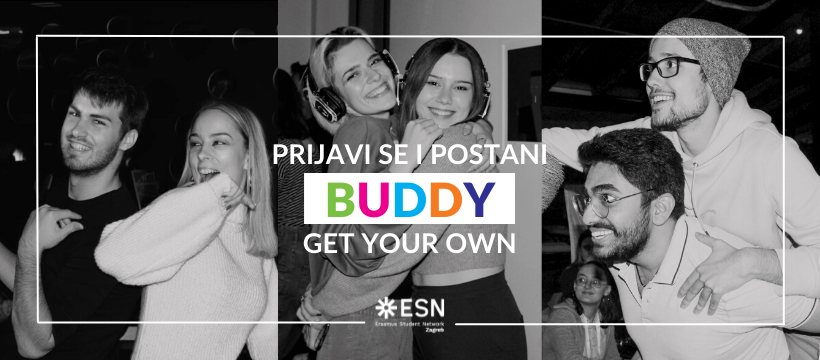 PRIJAVI SE I POSTANI
BUDDY
GET YOUR OWN
ESN
Erasmus Student Network
Zagreb